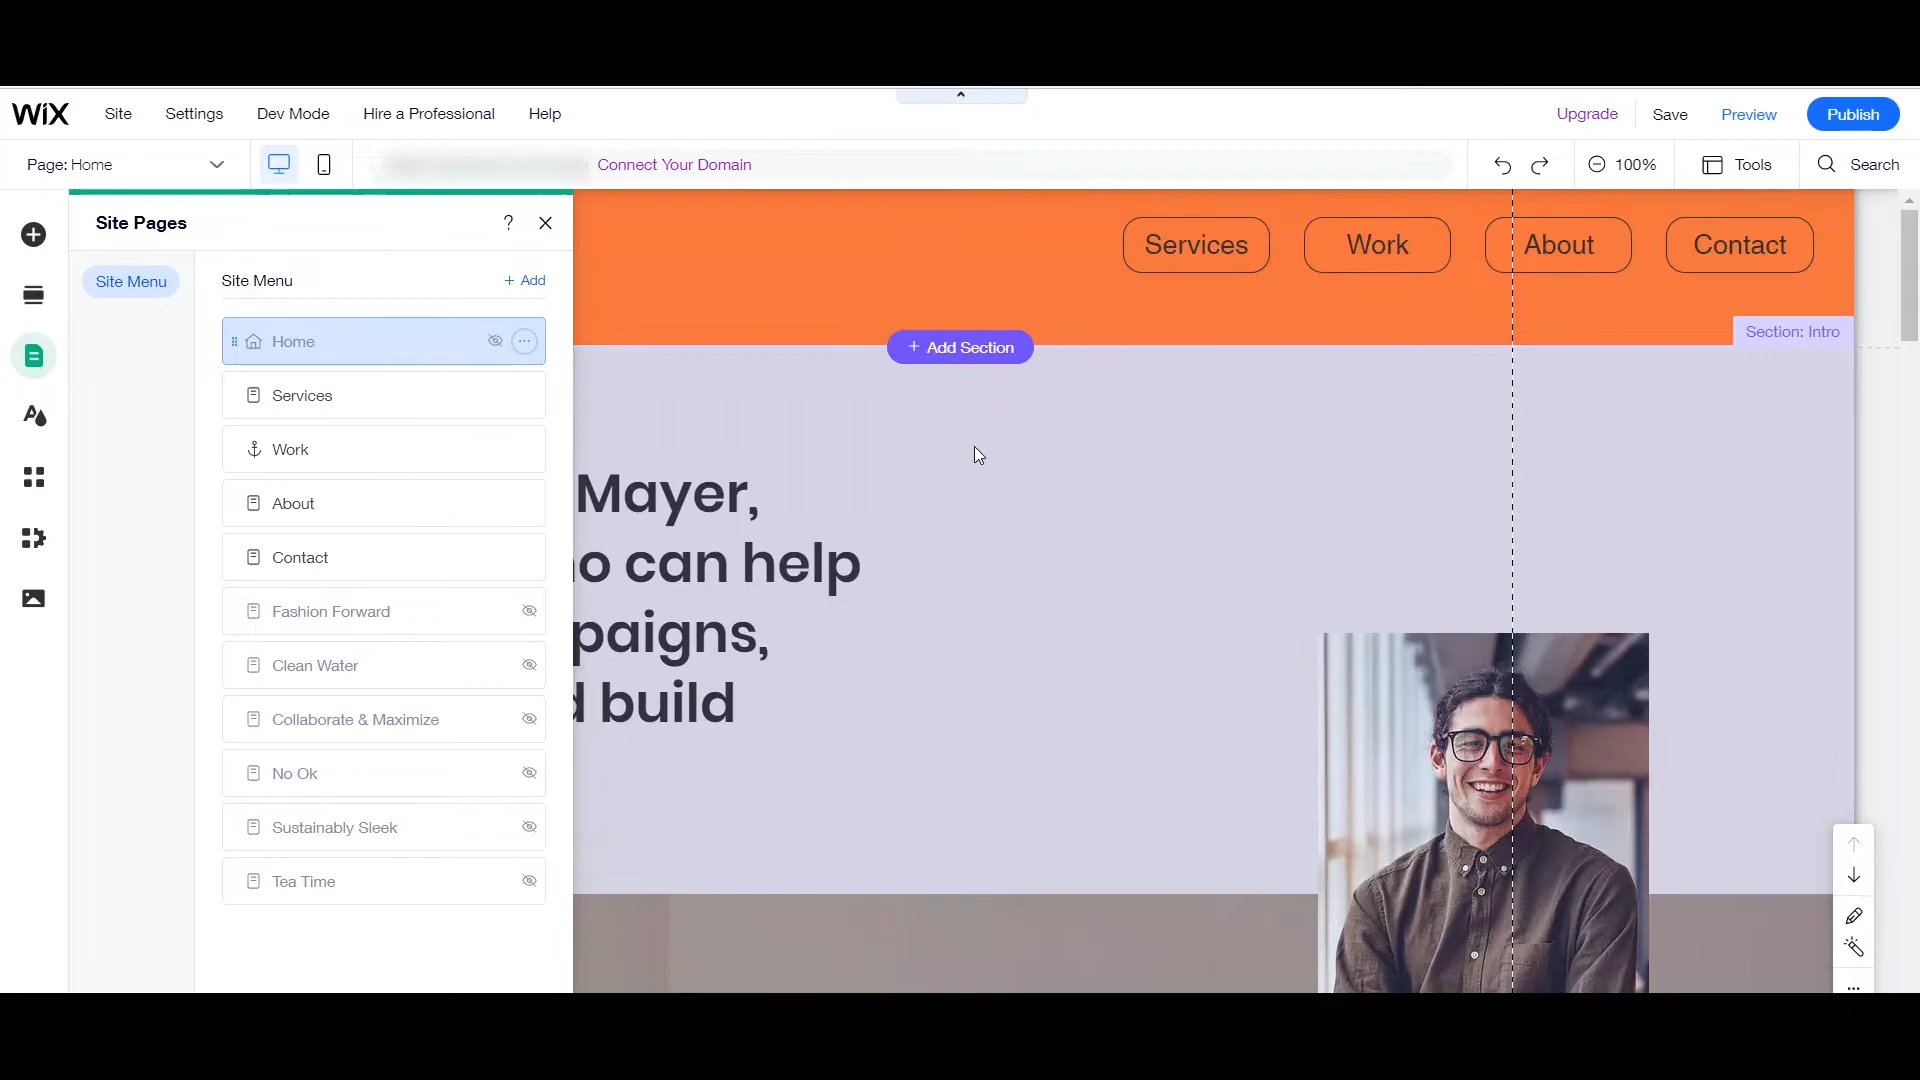 WiX Site Settings Dev Mode Hire a Professional Help Upgrade Save Preview Publish
Page: Home Connect Your Domain 100% Tools Search
Site Pages ?
Site Menu
Site Menu + Add
Home
Services
Work
About
Contact
Fashion Forward
Clean Water
Collaborate & Maximize
No Ok
Sustainably Sleek
Tea Time
Services Work About Contact
+ Add Section
Section: Intro
Mayer,
o can help
paigns,
d build